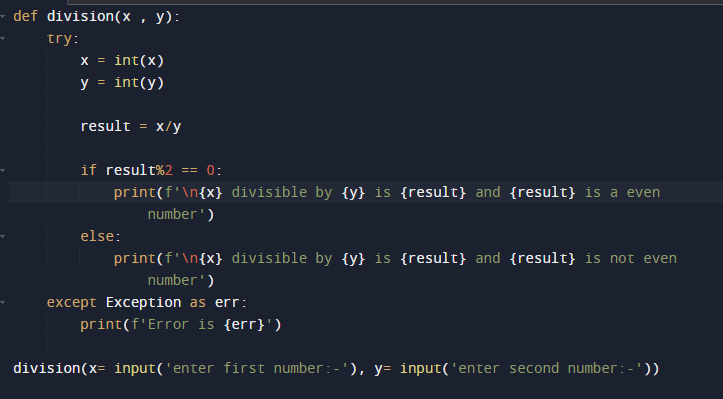 def division(x , y):
    try:
        x = int(x)
        y = int(y)
        result = x/y
        if result%2 == 0:
            print(f'\n{x} divisible by {y} is {result} and {result} is a even
                number')
        else:
            print(f'\n{x} divisible by {y} is {result} and {result} is not even
                number')
    except Exception as err:
        print(f'Error is {err}')
division(x= input('enter first number:-'), y= input('enter second number:-'))